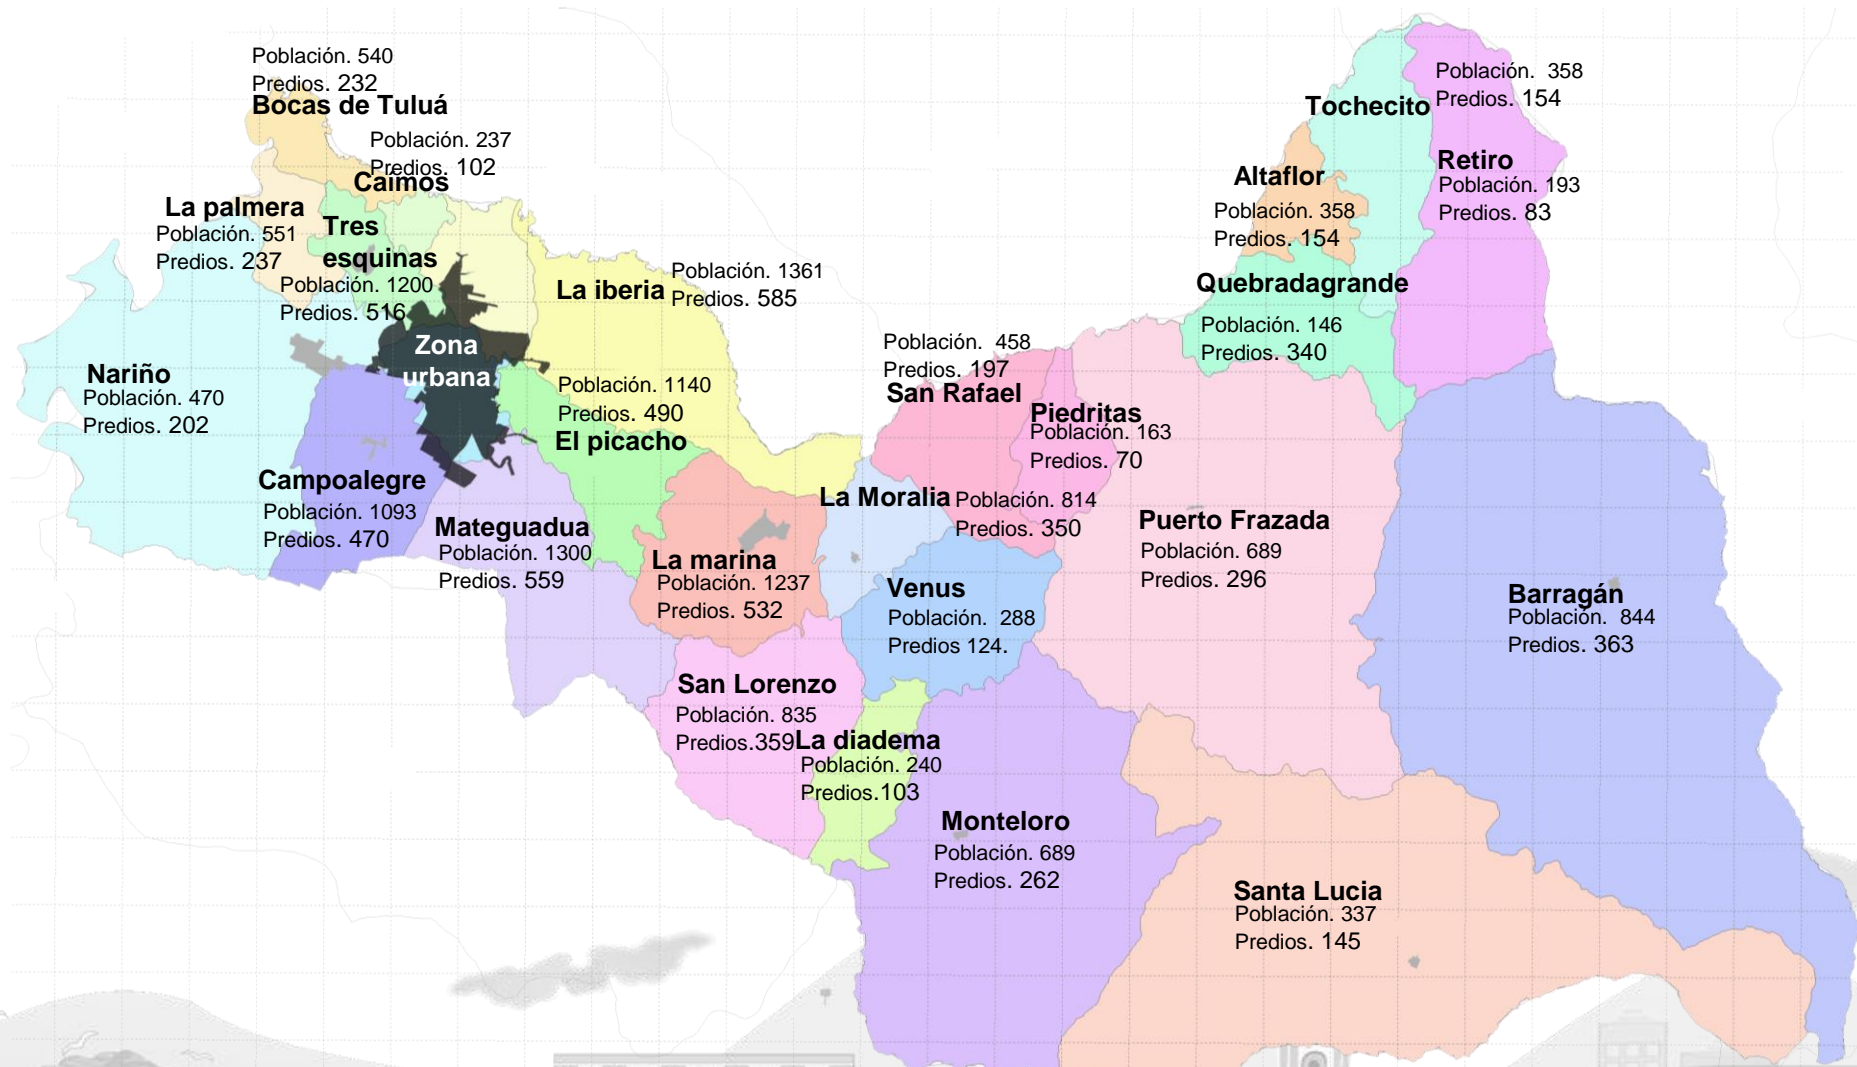 Población. 540
Predios. 232
Bocas de Tuluá
Población. 237
Predios. 102
Caimos
La palmera
Población. 551
Predios. 237
Tres
esquinas
Población. 1200
Predios. 516
La iberia
Población. 1361
Predios. 585
Zona
urbana
Nariño
Población. 470
Predios. 202
Población. 1140
Predios. 490
El picacho
Campoalegre
Población. 1093
Predios. 470
Mateguadua
Población. 1300
Predios. 559
La marina
Población. 1237
Predios. 532
Población. 458
Predios. 197
San Rafael
Piedritas
Población. 163
Predios. 70
La Moralia
Población. 814
Predios. 350
Venus
Población. 288
Predios 124.
San Lorenzo
Población. 835
Predios.359
La diadema
Población. 240
Predios.103
Monteloro
Población. 689
Predios. 262
Tochecito
Población. 358
Predios. 154
Retiro
Población. 193
Predios. 83
Altaflor
Población. 358
Predios. 154
Quebradagrande
Población. 146
Predios. 340
Puerto Frazada
Población. 689
Predios. 296
Barragán
Población. 844
Predios. 363
Santa Lucia
Población. 337
Predios. 145